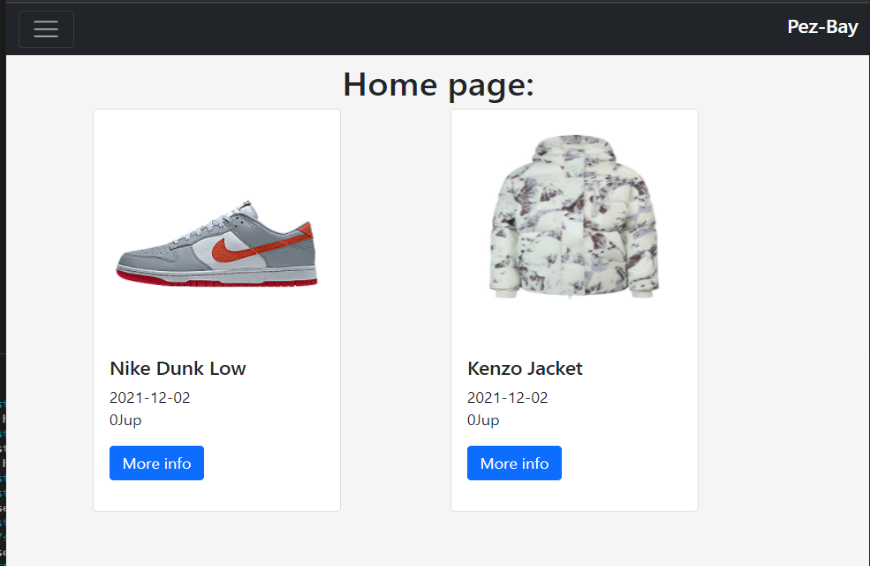 Pez-Bay
Home page:
Nike Dunk Low
2021-12-02
0Jup
More info
Kenzo Jacket
2021-12-02
0Jup
More info